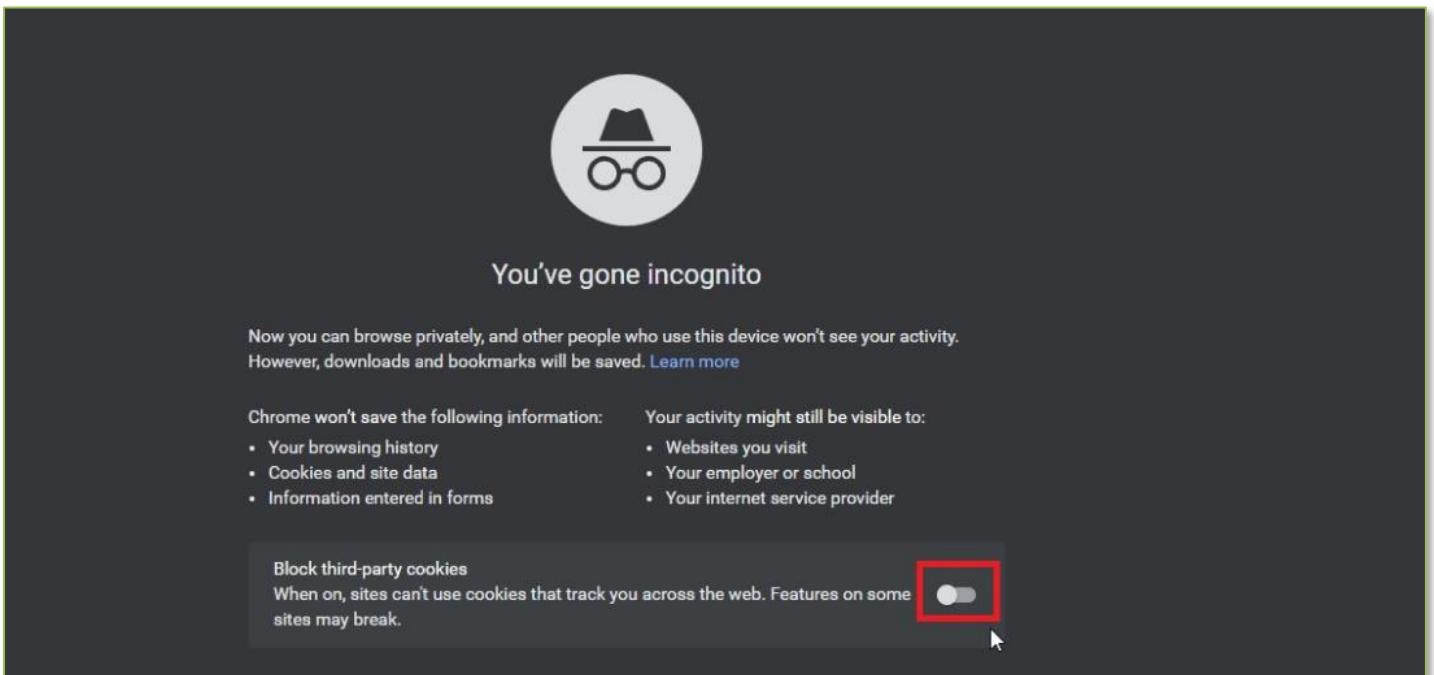 You've gone incognito
Now you can browse privately, and other people who use this device won't see your activity.
However, downloads and bookmarks will be saved. Learn more
Chrome won't save the following information:
• Your browsing history
• Cookies and site data
• Information entered in forms
Your activity might still be visible to:
• Websites you visit
• Your employer or school
• Your internet service provider
Block third-party cookies
When on, sites can't use cookies that track you across the web. Features on some
sites may break.